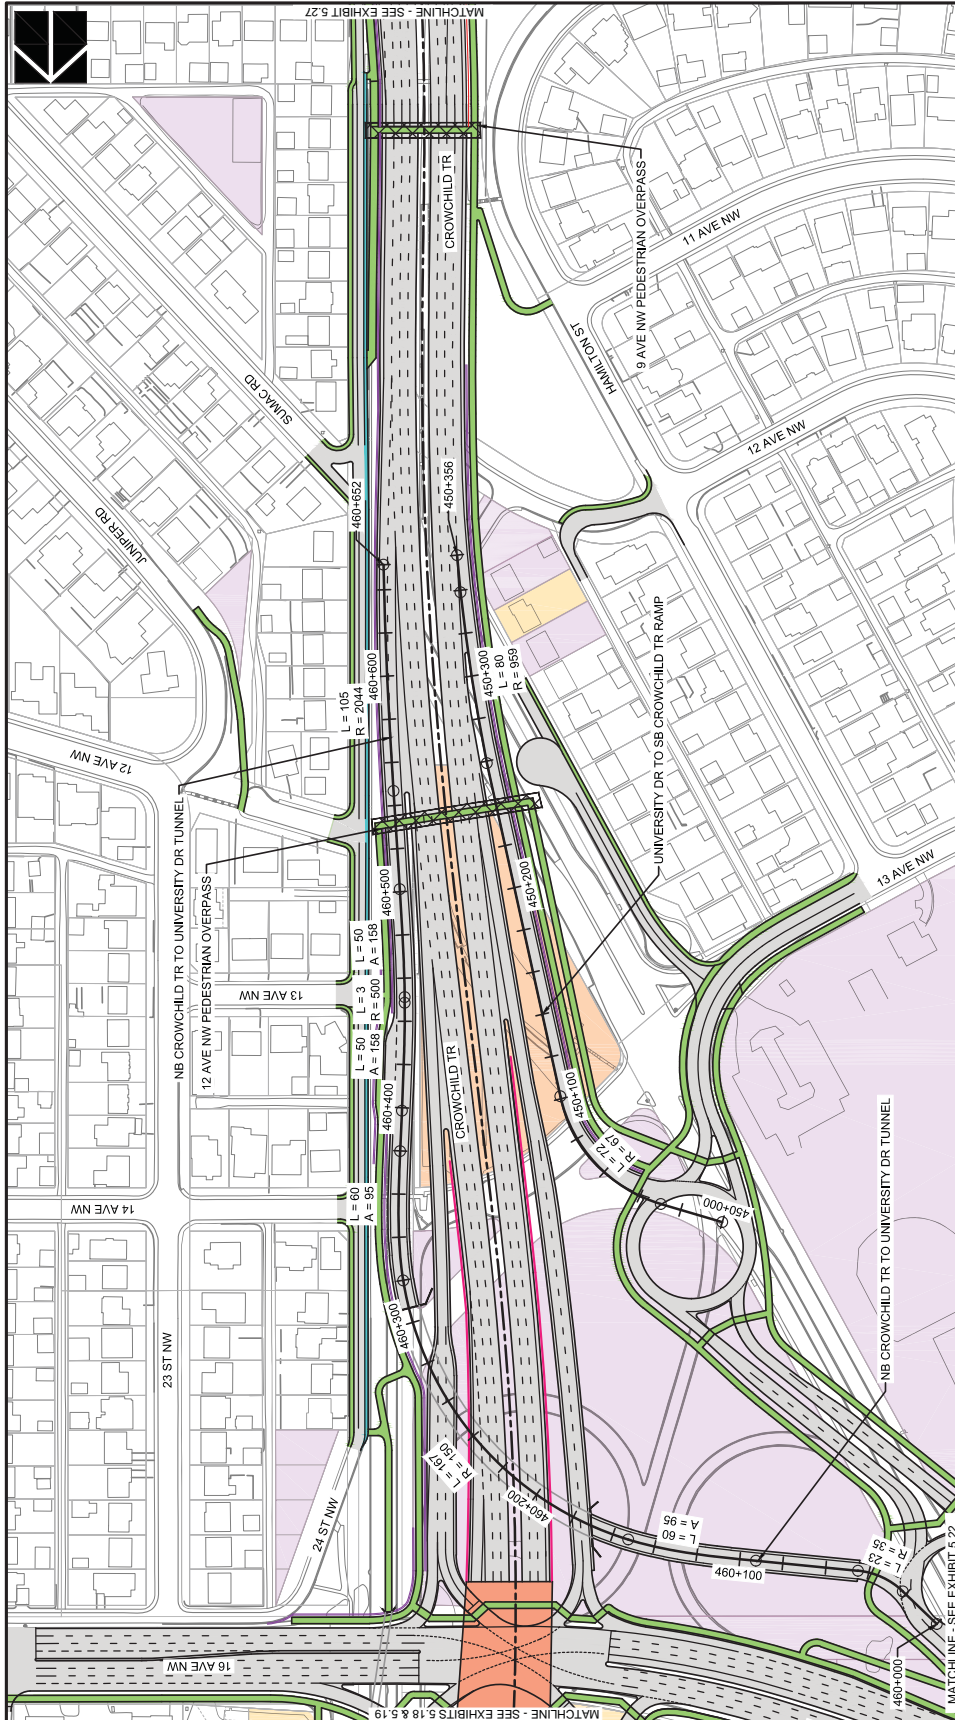 MATCHLINE - SEE EXHIBIT 5.27
CROWCHILD TR
9 AVE NW PEDESTRIAN OVERPASS
11 AVE NW
HAMILTON ST
12 AVE NW
SUMAC RD
JUNIPER RD
460+652
450+356
12 AVE NW
L = 105
R = 2044
460+600
450+300
L = 80
R = 959
UNIVERSITY DR TO SB CROWCHILD TR RAMP
NB CROWCHILD TR TO UNIVERSITY DR TUNNEL
12 AVE NW PEDESTRIAN OVERPASS
460+500
450+200
13 AVE NW
13 AVE NW
L = 50
A = 158
L = 3
R = 500
L = 50
A = 158
460+400
CROWCHILD TR
450+100
L = 72
R = 67
450+000
14 AVE NW
L = 60
A = 95
460+300
23 ST NW
NB CROWCHILD TR TO UNIVERSITY DR TUNNEL
L = 167
R = 150
460+200
24 ST NW
L = 60
A = 95
460+100
L = 23
R = 35
460+000
16 AVE NW
MATCHLINE - SEE EXHIBITS 5.18 & 5.19
MATCHLINE - SEE EXHIBIT 5.22